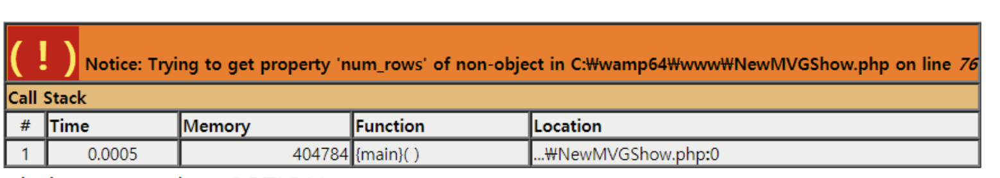 ( ! ) Notice: Trying to get property 'num_rows' of non-object in C:₩wamp64₩www₩NewMVGShow.php on line 76
Call Stack
# Time Memory Function Location
1 0.0005 404784 {main}( ) ...₩NewMVGShow.php:0